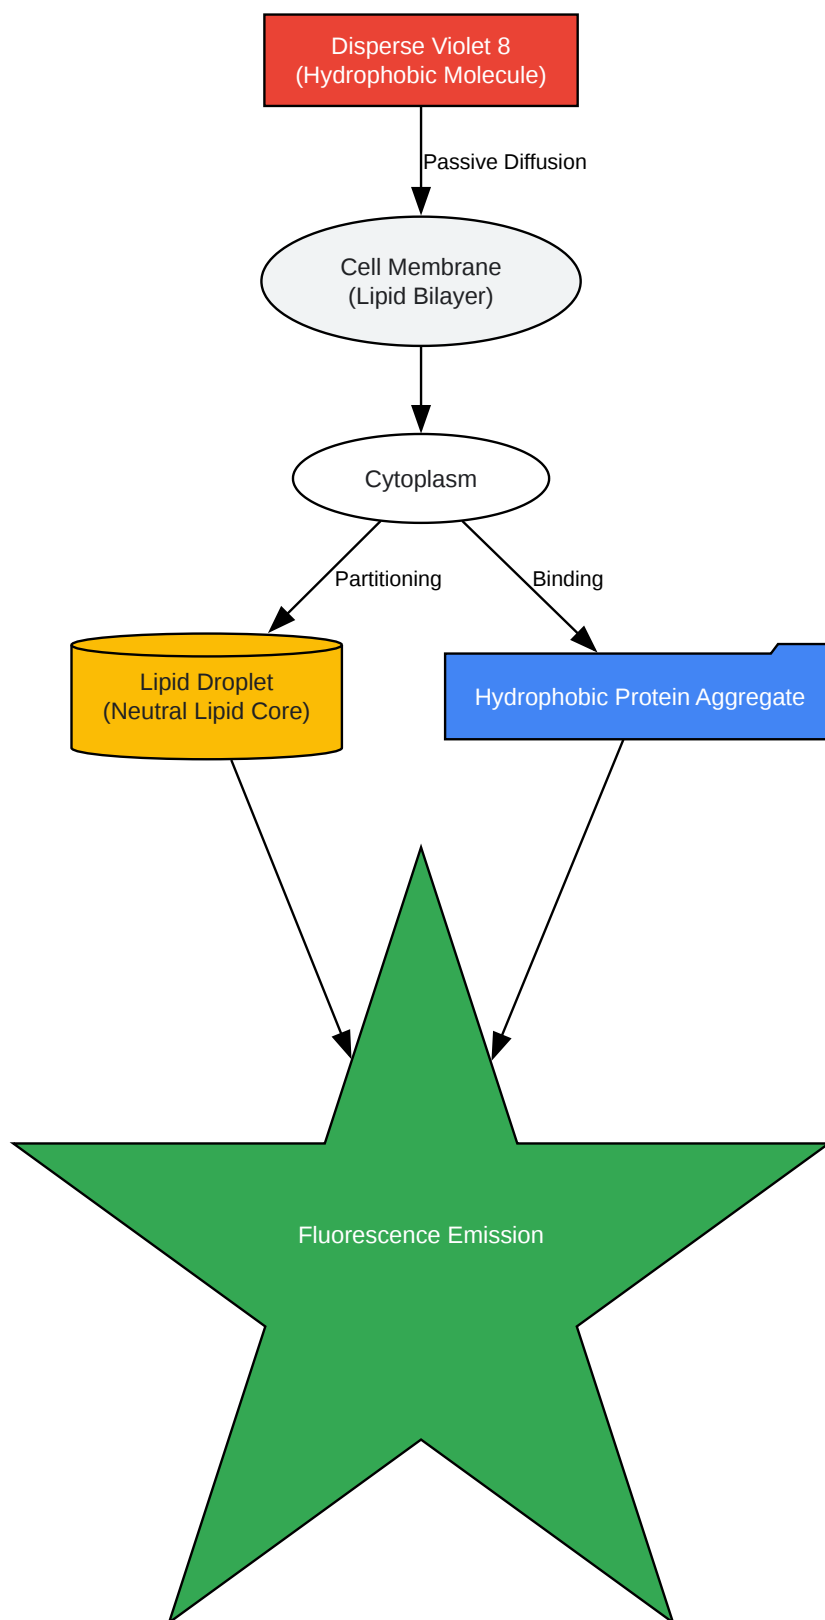 Disperse Violet 8
(Hydrophobic Molecule)
Passive Diffusion
Cell Membrane
(Lipid Bilayer)
Cytoplasm
Partitioning
Binding
Lipid Droplet
(Neutral Lipid Core)
Hydrophobic Protein Aggregate
Fluorescence Emission